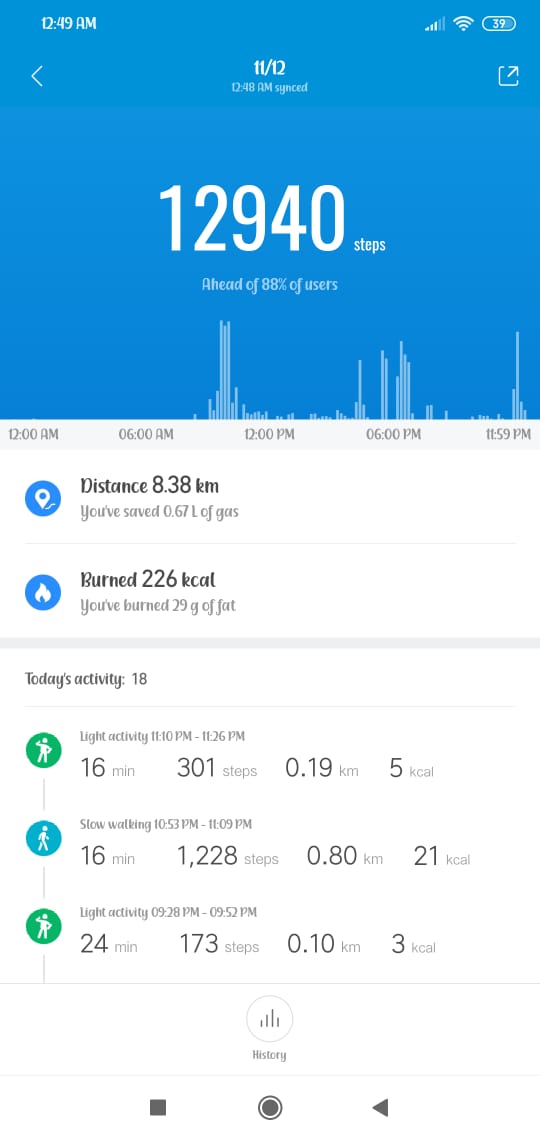 12:49 AM
39
11/12
12:48 AM synced
12940 steps
Ahead of 88% of users
12:00 AM 06:00 AM 12:00 PM 06:00 PM 11:59 PM
Distance 8.38 km
You've saved 0.67 L of gas
Burned 226 kcal
You've burned 29 g of fat
Today's activity: 18
Light activity 11:10 PM - 11:26 PM
16 min 301 steps 0.19 km 5 kcal
Slow walking 10:53 PM - 11:09 PM
16 min 1,228 steps 0.80 km 21 kcal
Light activity 09:28 PM - 09:52 PM
24 min 173 steps 0.10 km 3 kcal
History